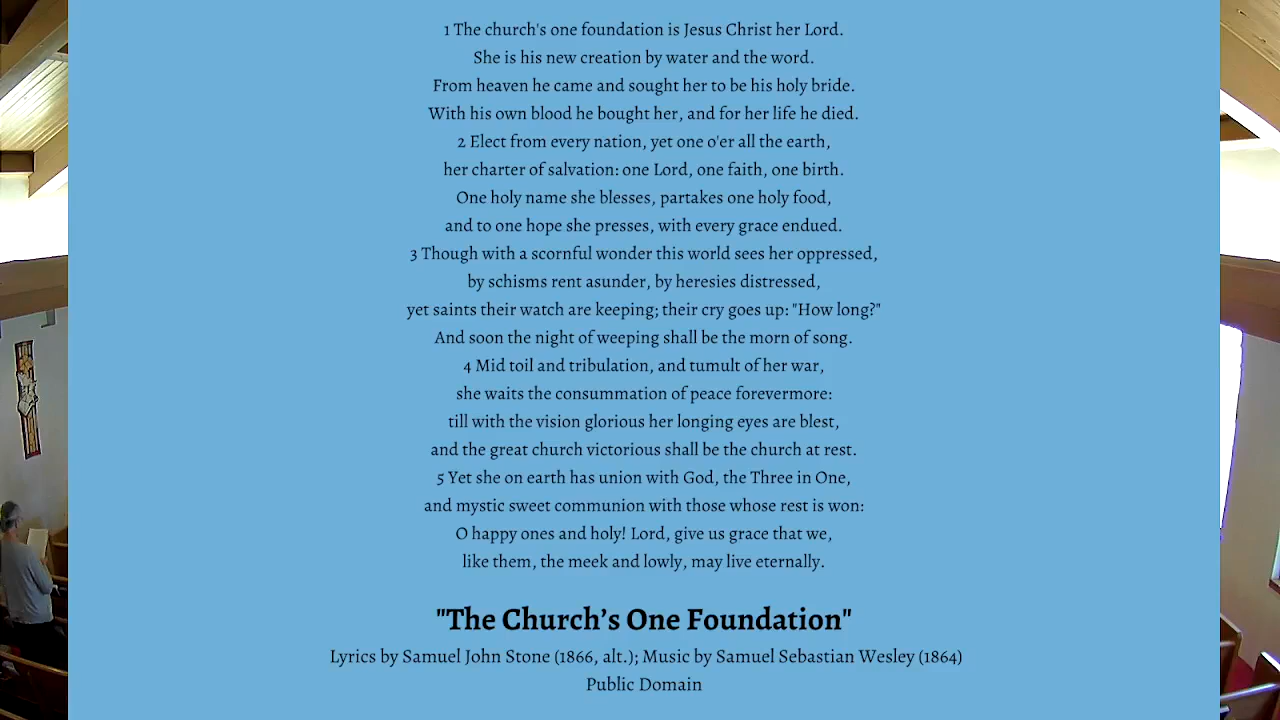 1 The church's one foundation is Jesus Christ her Lord.
She is his new creation by water and the word.
From heaven he came and sought her to be his holy bride.
With his own blood he bought her, and for her life he died.
2 Elect from every nation, yet one o'er all the earth,
her charter of salvation: one Lord, one faith, one birth.
One holy name she blesses, partakes one holy food,
and to one hope she presses, with every grace endued.
3 Though with a scornful wonder this world sees her oppressed,
by schisms rent asunder, by heresies distressed,
yet saints their watch are keeping; their cry goes up: "How long?"
And soon the night of weeping shall be the morn of song.
4 Mid toil and tribulation, and tumult of her war,
she waits the consummation of peace forevermore:
till with the vision glorious her longing eyes are blest,
and the great church victorious shall be the church at rest.
5 Yet she on earth has union with God, the Three in One,
and mystic sweet communion with those whose rest is won:
O happy ones and holy! Lord, give us grace that we,
like them, the meek and lowly, may live eternally.
"The Church’s One Foundation"
Lyrics by Samuel John Stone (1866, alt.); Music by Samuel Sebastian Wesley (1864)
Public Domain